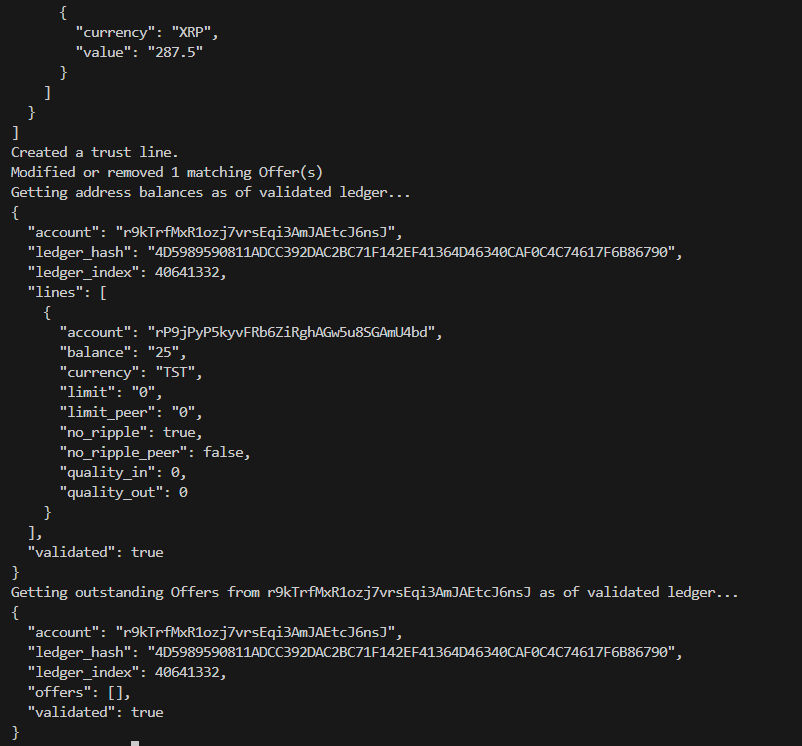 {
"currency": "XRP",
"value": "287.5"
}
]
}
]
Created a trust line.
Modified or removed 1 matching Offer(s)
Getting address balances as of validated ledger...
{
"account": "r9kTrfMxR1ozj7vrsEqi3AmJAEtcJ6nsJ",
"ledger_hash": "4D5989590811ADCC392DAC2BC71F142EF41364D46340CAF0C4C74617F6B86790",
"ledger_index": 40641332,
"lines": [
{
"account": "rP9jPyP5kyvFRb6ZiRghAGw5u8SGAmU4bd",
"balance": "25",
"currency": "TST",
"limit": "0",
"limit_peer": "0",
"no_ripple": true,
"no_ripple_peer": false,
"quality_in": 0,
"quality_out": 0
}
],
"validated": true
}
Getting outstanding Offers from r9kTrfMxR1ozj7vrsEqi3AmJAEtcJ6nsJ as of validated ledger...
{
"account": "r9kTrfMxR1ozj7vrsEqi3AmJAEtcJ6nsJ",
"ledger_hash": "4D5989590811ADCC392DAC2BC71F142EF41364D46340CAF0C4C74617F6B86790",
"ledger_index": 40641332,
"offers": [],
"validated": true
}